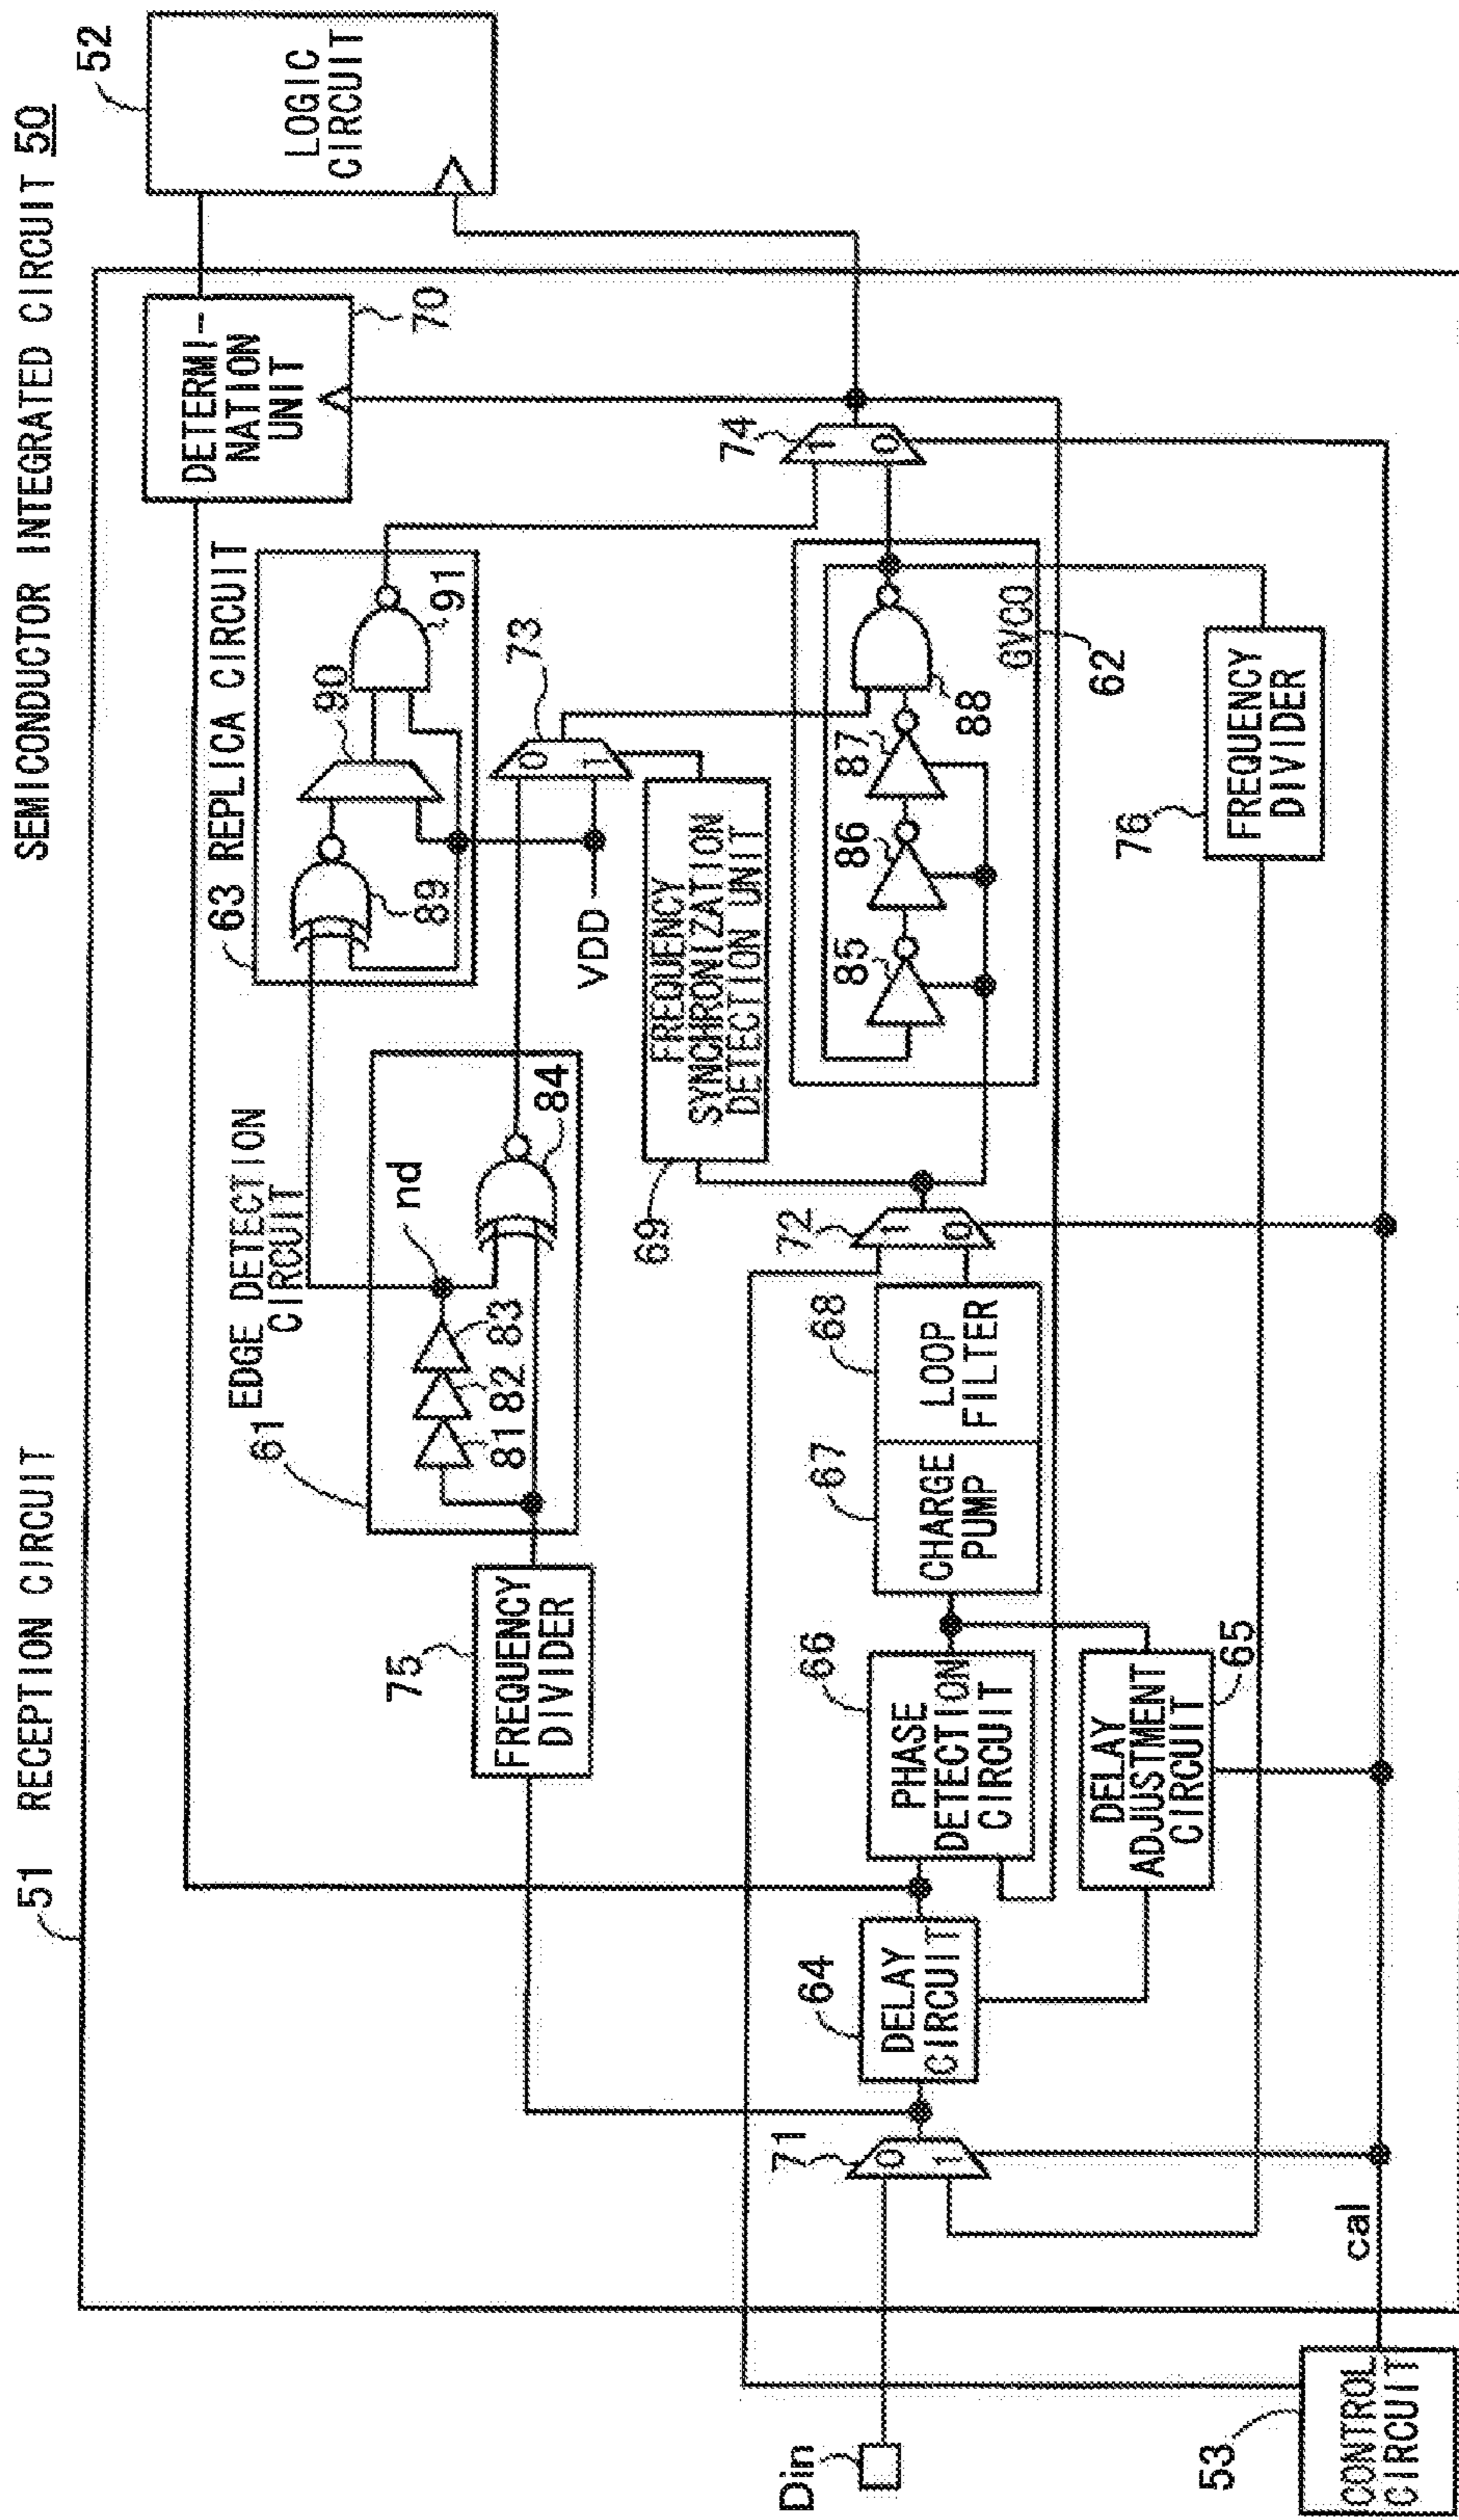 SEMICONDUCTOR INTEGRATED CIRCUIT 50
51 RECEPTION CIRCUIT
52
LOGIC
CIRCUIT
DETERMI-
NATION
UNIT
70
63 REPLICA CIRCUIT
89
90
91
EDGE DETECTION
CIRCUIT
61
nd
81
82
83
84
75
FREQUENCY
DIVIDER
VDD
73
0
1
74
1
0
69
FREQUENCY
SYNCHRONIZATION
DETECTION UNIT
85
86
87
88
GVCO
62
76
FREQUENCY
DIVIDER
72
1
0
67
CHARGE
PUMP
68
LOOP
FILTER
66
PHASE
DETECTION
CIRCUIT
DELAY
ADJUSTMENT
CIRCUIT
65
64
DELAY
CIRCUIT
71
0
1
Din
cal
53
CONTROL
CIRCUIT